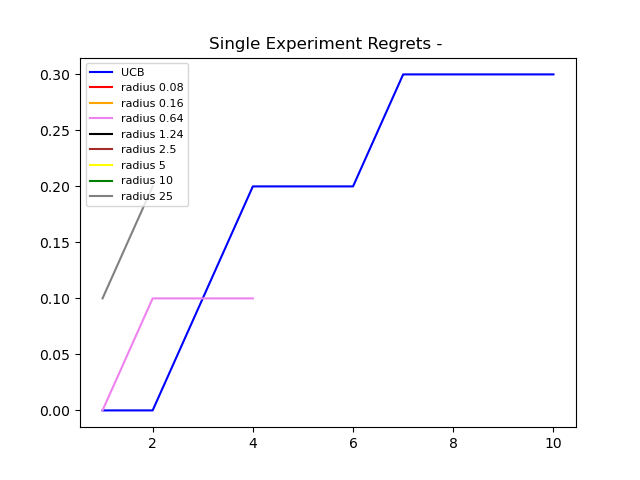 Single Experiment Regrets -
0.30
0.25
0.20
0.15
0.10
0.05
0.00
UCB
radius 0.08
radius 0.16
radius 0.64
radius 1.24
radius 2.5
radius 5
radius 10
radius 25
2 4 6 8 10